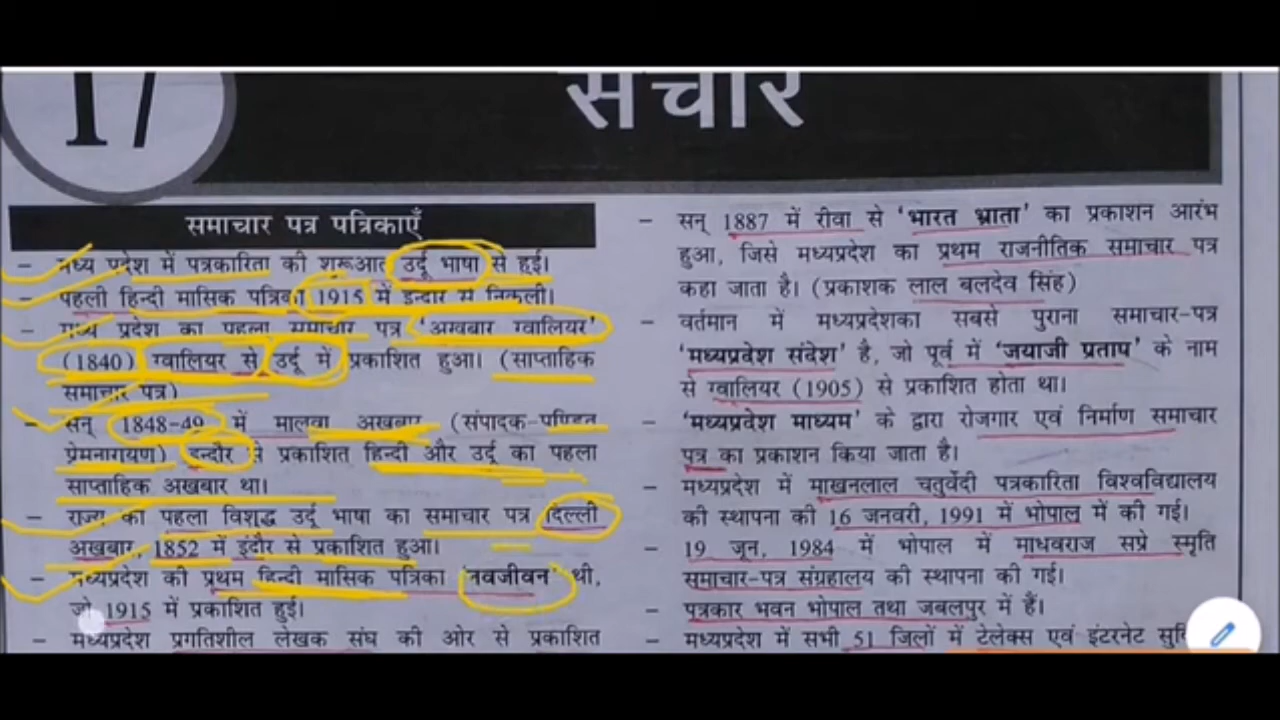 17
संचार
समाचार पत्र पत्रिकाएँ
– मध्य प्रदेश में पत्रकारिता की शुरूआत उर्दू भाषा से हुई।
– पहली हिन्दी मासिक पत्रिका 1915 में इन्दौर से निकली।
– मध्य प्रदेश का पहला समाचार पत्र 'अखबार ग्वालियर'
(1840) ग्वालियर से उर्दू में प्रकाशित हुआ। (साप्ताहिक
समाचार पत्र)
– सन् 1848-49 में मालवा अखबार (संपादक-पण्डित
प्रेमनारायण) इन्दौर से प्रकाशित हिन्दी और उर्दू का पहला
साप्ताहिक अखबार था।
– राज्य का पहला विशुद्ध उर्दू भाषा का समाचार पत्र दिल्ली
अखबार, 1852 में इंदौर से प्रकाशित हुआ।
– मध्यप्रदेश की प्रथम हिन्दी मासिक पत्रिका 'नवजीवन' थी,
जो 1915 में प्रकाशित हुई।
– मध्यप्रदेश प्रगतिशील लेखक संघ की ओर से प्रकाशित
– सन् 1887 में रीवा से 'भारत भ्राता' का प्रकाशन आरंभ
हुआ, जिसे मध्यप्रदेश का प्रथम राजनीतिक समाचार पत्र
कहा जाता है। (प्रकाशक लाल बलदेव सिंह)
– वर्तमान में मध्यप्रदेशका सबसे पुराना समाचार-पत्र
'मध्यप्रदेश संदेश' है, जो पूर्व में 'जयाजी प्रताप' के नाम
से ग्वालियर (1905) से प्रकाशित होता था।
– 'मध्यप्रदेश माध्यम' के द्वारा रोजगार एवं निर्माण समाचार
पत्र का प्रकाशन किया जाता है।
– मध्यप्रदेश में माखनलाल चतुर्वेदी पत्रकारिता विश्वविद्यालय
की स्थापना की 16 जनवरी, 1991 में भोपाल में की गई।
– 19 जून, 1984 में भोपाल में माधवराज सप्रे स्मृति
समाचार-पत्र संग्रहालय की स्थापना की गई।
– पत्रकार भवन भोपाल तथा जबलपुर में हैं।
– मध्यप्रदेश में सभी 51 जिलों में टेलेक्स एवं इंटरनेट